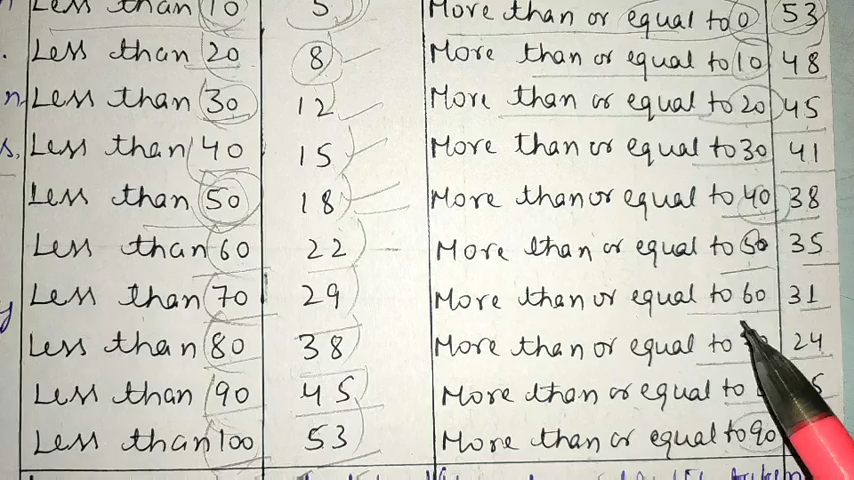 Less than 10 5 More than or equal to 0 53
Less than 20 8 More than or equal to 10 48
Less than 30 12 More than or equal to 20 45
Less than 40 15 More than or equal to 30 41
Less than 50 18 More than or equal to 40 38
Less than 60 22 More than or equal to 50 35
Less than 70 29 More than or equal to 60 31
Less than 80 38 More than or equal to 24
Less than 90 45 More than or equal to
Less than 100 53 More than or equal to 90